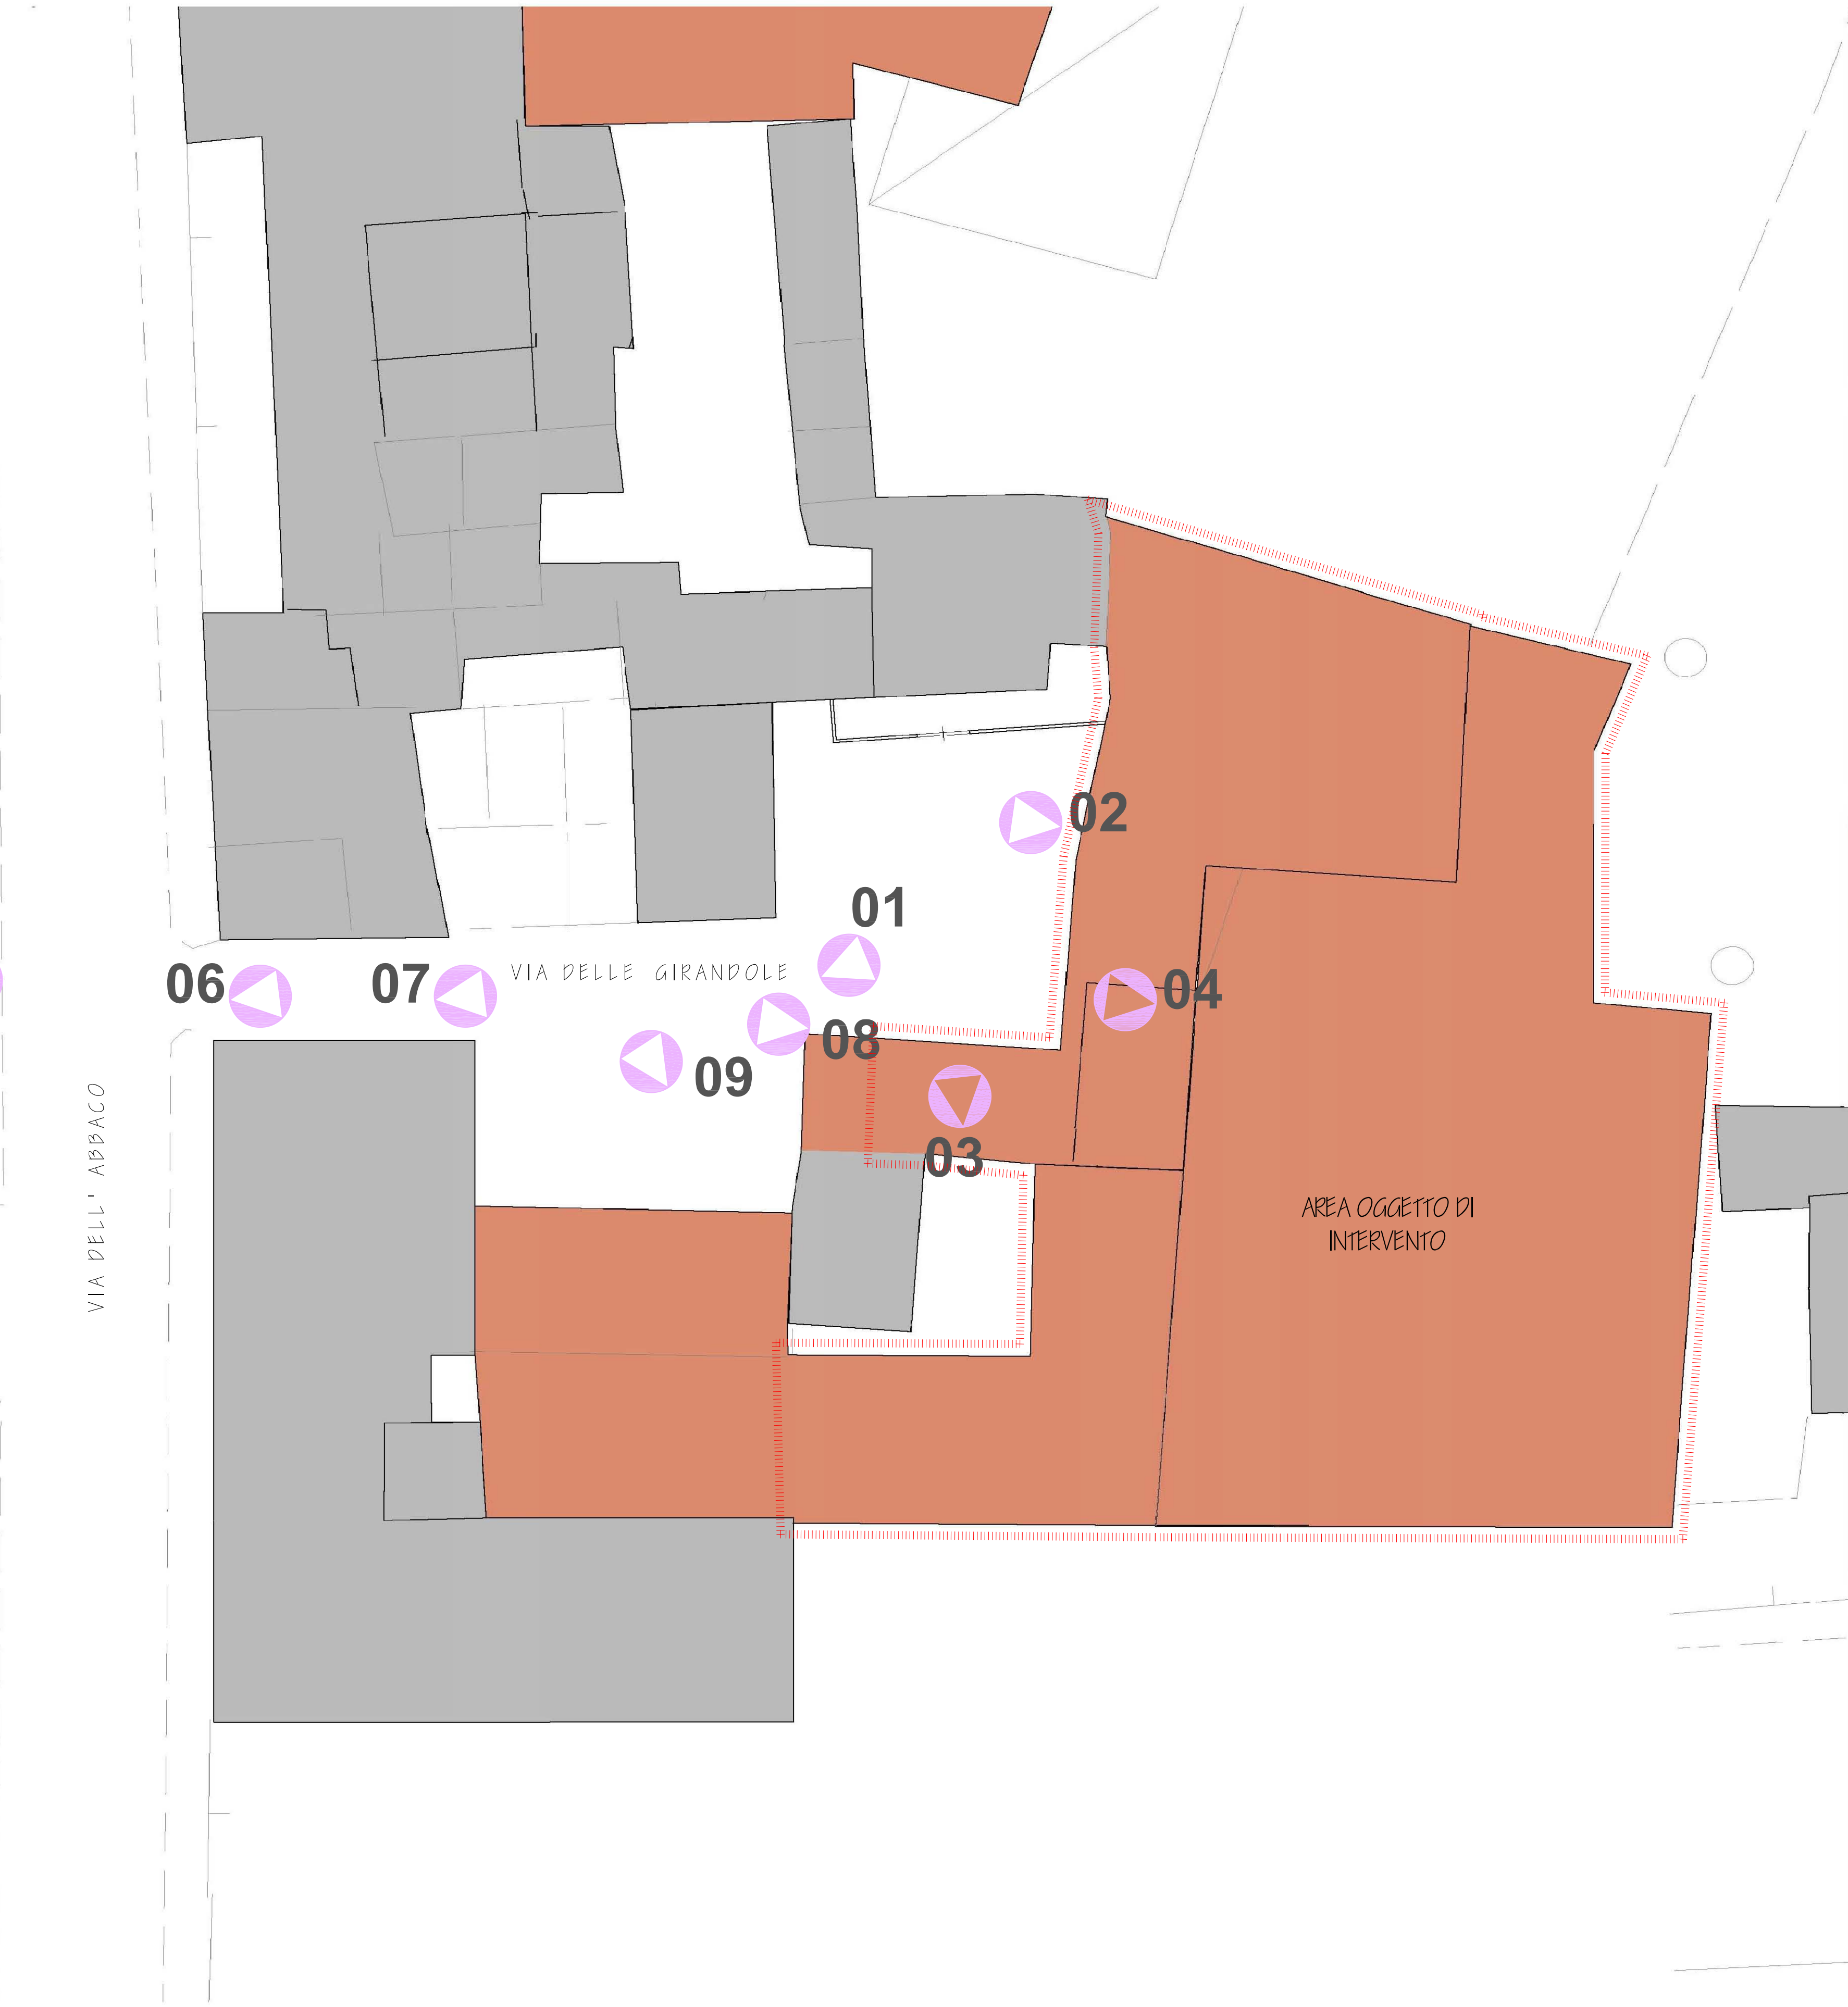 02
01
06
07
VIA DELLE GIRANDOLE
04
08
09
03
VIA DELL' ABBACO
AREA OGGETTO DI
INTERVENTO